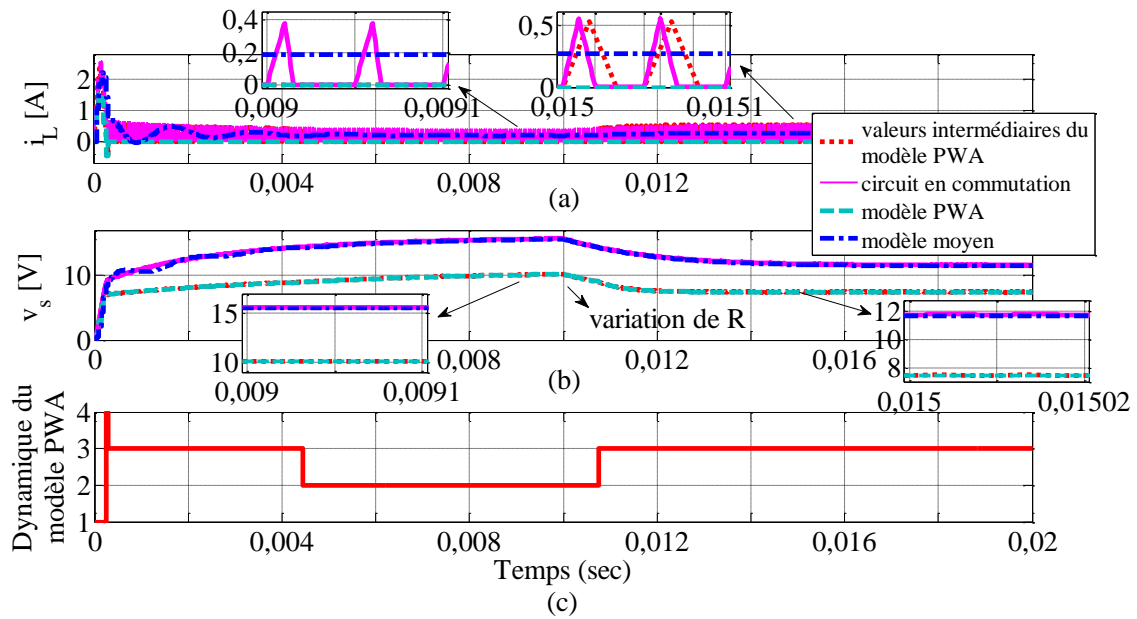 (a)
i_L [A]
2
1
0
0,4
0,2
0
0,009
0,0091
0,5
0
0,015
0,0151
valeurs intermédiaires du
modèle PWA
circuit en commutation
modèle PWA
modèle moyen
0
0,004
0,008
0,012
(a)
v_s [V]
10
0
15
10
0,009
0,0091
variation de R
12
10
8
0,015
0,01502
0
0,004
0,008
0,012
0,016
(b)
Dynamique du
modèle PWA
4
3
2
1
0
0,004
0,008
0,012
0,016
0,02
Temps (sec)
(c)